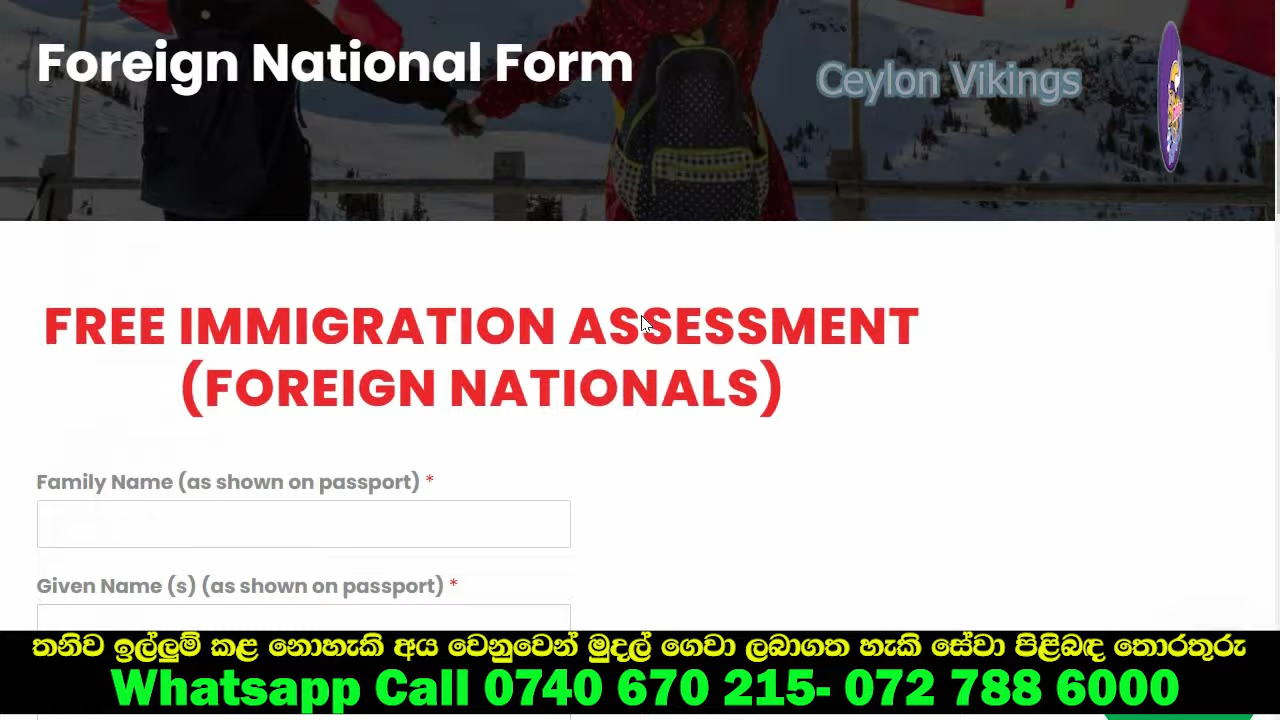 Foreign National Form
Ceylon Vikings
FREE IMMIGRATION ASSESSMENT
(FOREIGN NATIONALS)
Family Name (as shown on passport) *
Given Name (s) (as shown on passport) *
තනිව ඉල්ලුම් කළ නොහැකි අය වෙනුවෙන් මුදල් ගෙවා ලබාගත හැකි සේවා පිළිබඳ තොරතුරු
Whatsapp Call 0740 670 215- 072 788 6000